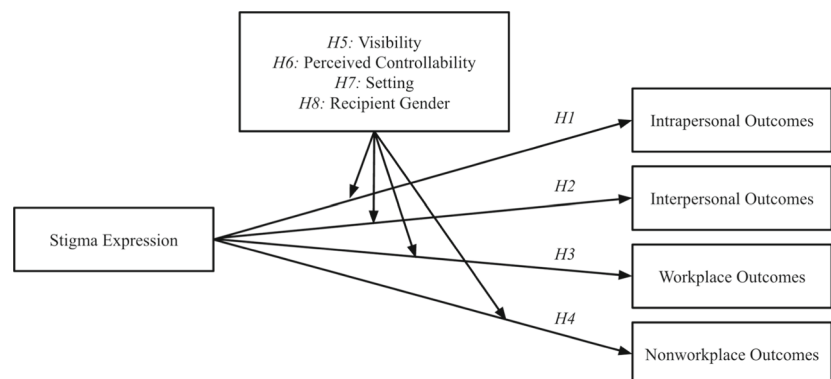 H5: Visibility
H6: Perceived Controllability
H7: Setting
H8: Recipient Gender
H1
Intrapersonal Outcomes
H2
Interpersonal Outcomes
Stigma Expression
H3
Workplace Outcomes
H4
Nonworkplace Outcomes